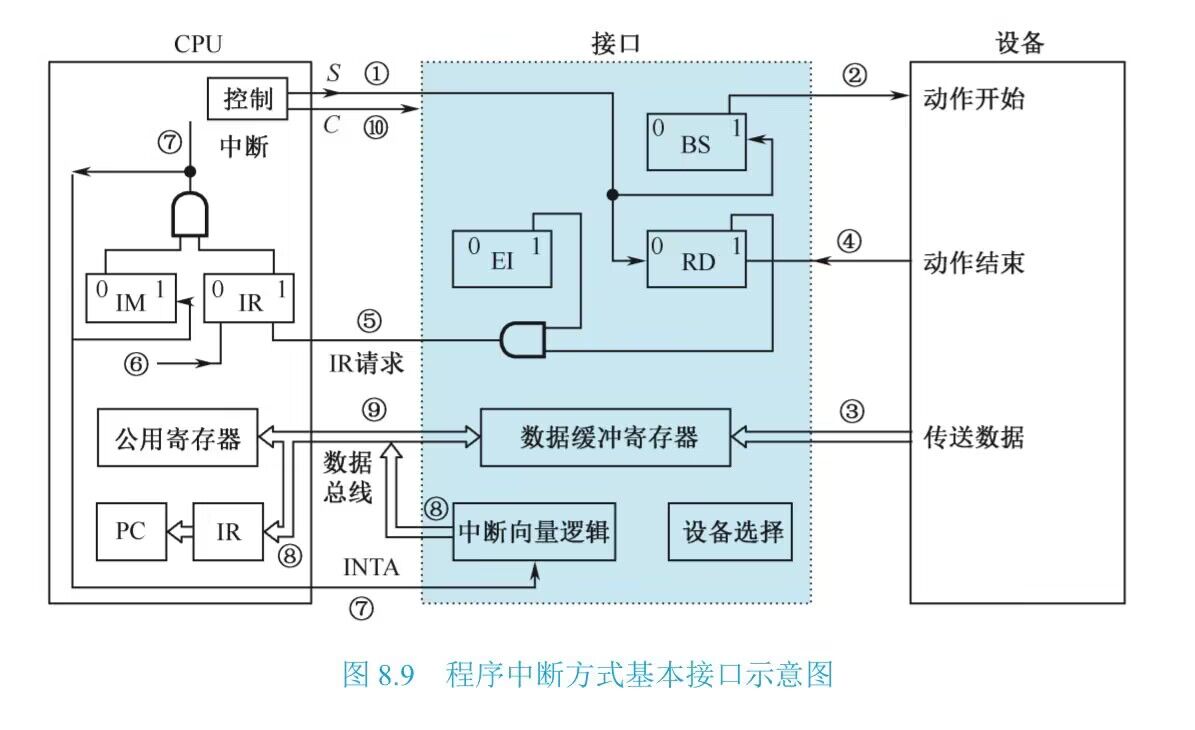 CPU
接口
设备
控制
S
①
C
⑩
②
动作开始
⑦
中断
0
1
BS
0
1
EI
0
1
RD
④
动作结束
0
1
IM
0
1
IR
⑤
IR请求
⑥
公用寄存器
⑨
数据
总线
数据缓冲寄存器
③
传送数据
PC
IR
⑧
⑧
中断向量逻辑
设备选择
INTA
⑦
图 8.9 程序中断方式基本接口示意图